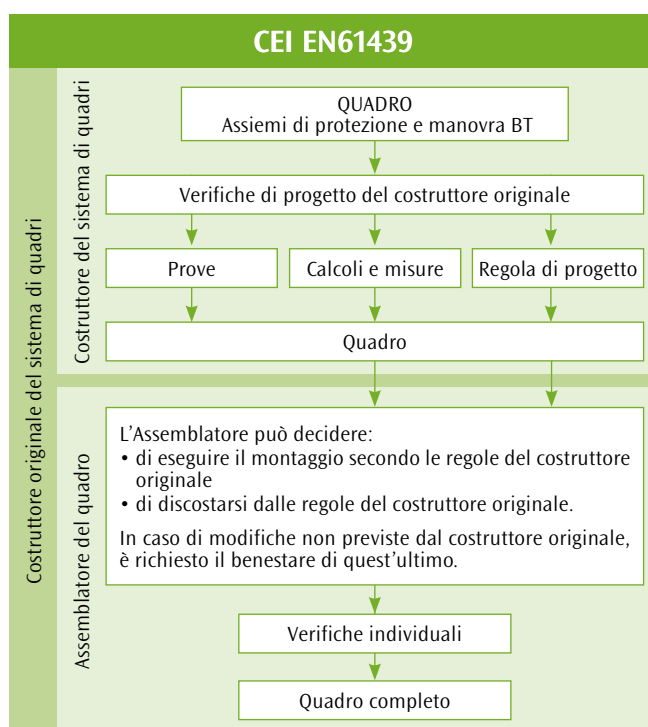 CEI EN61439
Costruttore originale del sistema di quadri
Costruttore del sistema di quadri
QUADRO
Assiemi di protezione e manovra BT
Verifiche di progetto del costruttore originale
Prove
Calcoli e misure
Regola di progetto
Quadro
Assemblatore del quadro
L’Assemblatore può decidere:
• di eseguire il montaggio secondo le regole del costruttore
originale
• di discostarsi dalle regole del costruttore originale.
In caso di modifiche non previste dal costruttore originale,
è richiesto il benestare di quest’ultimo.
Verifiche individuali
Quadro completo